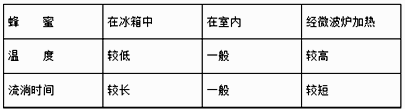 蜂 蜜 在冰箱中 在室内 经微波炉加热
温 度 较低 一般 较高
流淌时间 较长 一般 较短